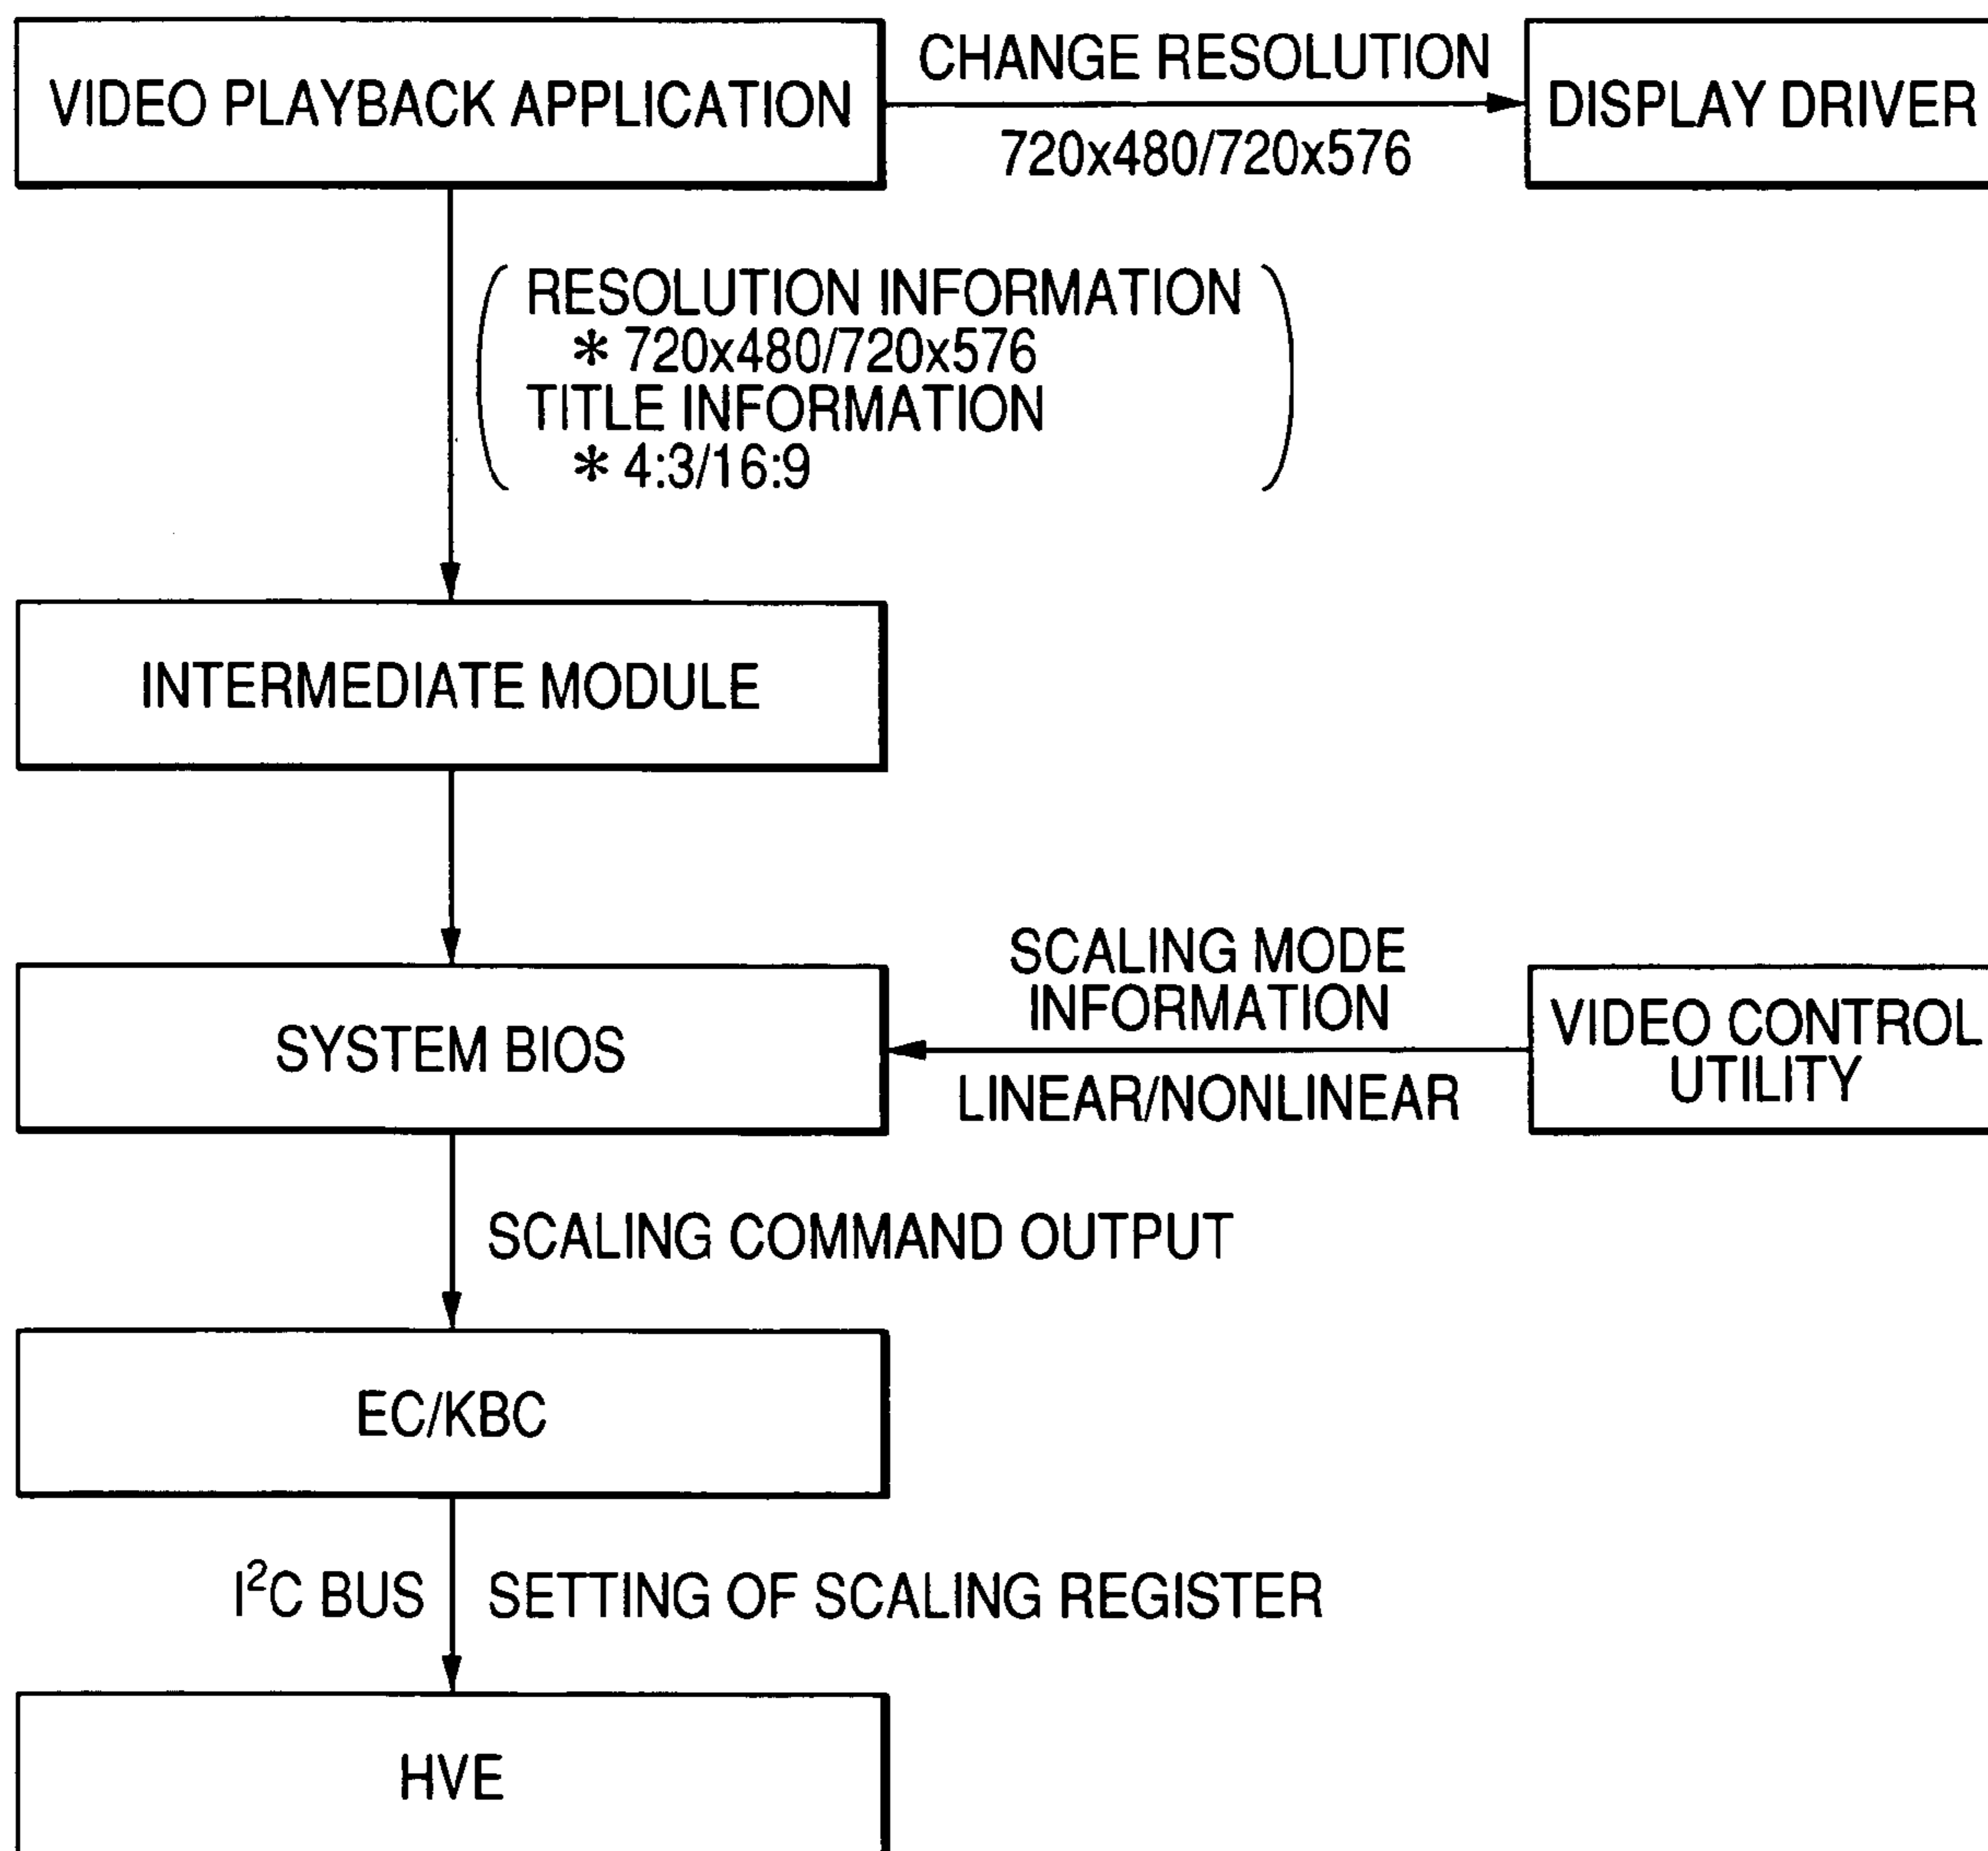 VIDEO PLAYBACK APPLICATION
CHANGE RESOLUTION
720x480/720x576
DISPLAY DRIVER
RESOLUTION INFORMATION
* 720x480/720x576
TITLE INFORMATION
* 4:3/16:9
INTERMEDIATE MODULE
SYSTEM BIOS
SCALING MODE
INFORMATION
LINEAR/NONLINEAR
VIDEO CONTROL
UTILITY
SCALING COMMAND OUTPUT
EC/KBC
I²C BUS
SETTING OF SCALING REGISTER
HVE